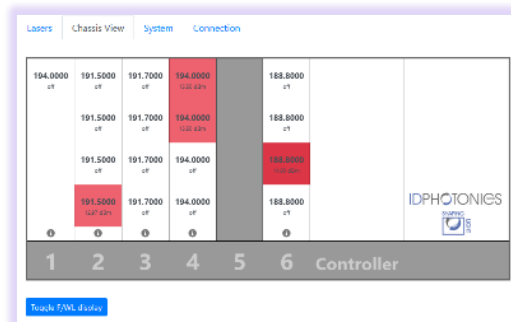 Lasers Chassis View System Connection
194.0000 191.5000 191.7000 194.0000 188.8000
off off off off
191.5000 191.7000 194.0000 188.8000
off off off
191.5000 191.7000 194.0000 188.8000
off off off
191.5000 191.7000 194.0000 188.8000
off off off
IDPHOTONICS
SHAPING
LIGHT
1 2 3 4 5 6 Controller
Toggle F/WL display